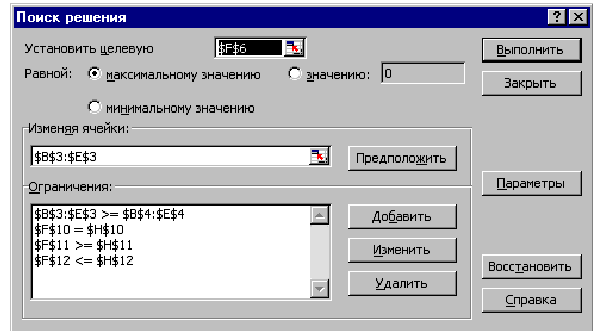 Поиск решения
Установить целевую $F$6 Выполнить
Равной: максимальному значению значению: 0 Закрыть
минимальному значению
Изменяя ячейки:
$B$3:$E$3 Предположить
Ограничения: Параметры
$B$3:$E$3 >= $B$4:$E$4 Добавить
$F$10 = $H$10
$F$11 >= $H$11 Изменить
$F$12 <= $H$12 Восстановить
Удалить
Справка